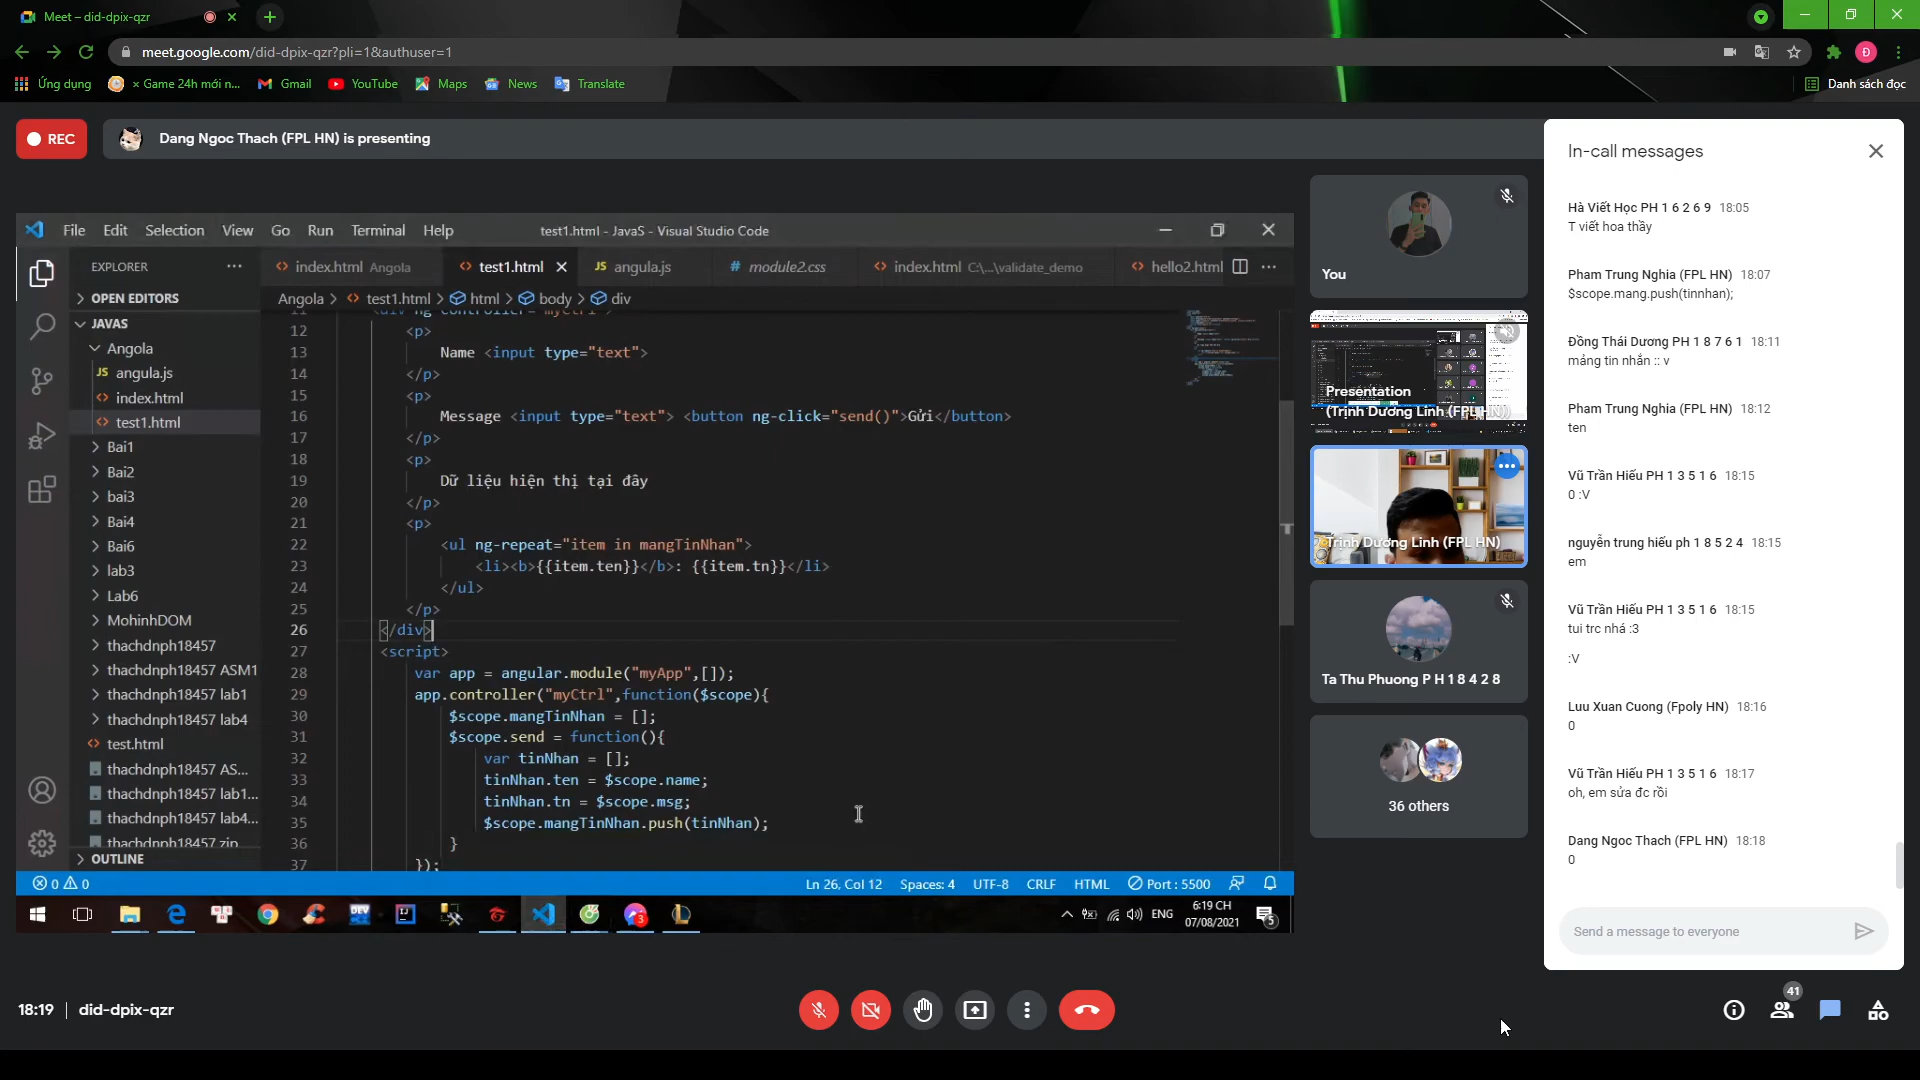 Meet – did-dpix-qzr
meet.google.com/did-dpix-qzr?pli=1&authuser=1
Ứng dụng
× Game 24h mới n...
Gmail
YouTube
Maps
News
Translate
Danh sách đọc
REC
Dang Ngoc Thach (FPL HN) is presenting
File Edit Selection View Go Run Terminal Help
test1.html - JavaS - Visual Studio Code
EXPLORER
index.html Angola
test1.html
angula.js
module2.css
index.html C:\...\validate_demo
hello2.html
OPEN EDITORS
Angola > test1.html > html > body > div
JAVAS
Angola
angula.js
index.html
test1.html
Bai1
Bai2
bai3
Bai4
Bai6
lab3
Lab6
MohinhDOM
thachdnph18457
thachdnph18457 ASM1
thachdnph18457 lab1
thachdnph18457 lab4
test.html
thachdnph18457 AS...
thachdnph18457 lab1...
thachdnph18457 lab4...
thachdnph18457.zip
OUTLINE
11 <div ng-controller="myCtrl">
12 <p>
13 Name <input type="text">
14 </p>
15 <p>
16 Message <input type="text"> <button ng-click="send()">Gửi</button>
17 </p>
18 <p>
19 Dữ liệu hiện thị tại đây
20 </p>
21 <p>
22 <ul ng-repeat="item in mangTinNhan">
23 <li><b>{{item.ten}}</b>: {{item.tn}}</li>
24 </ul>
25 </p>
26 </div>
27 <script>
28 var app = angular.module("myApp",[]);
29 app.controller("myCtrl",function($scope){
30 $scope.mangTinNhan = [];
31 $scope.send = function(){
32 var tinNhan = [];
33 tinNhan.ten = $scope.name;
34 tinNhan.tn = $scope.msg;
35 $scope.mangTinNhan.push(tinNhan);
36 }
37 });
0 0
Ln 26, Col 12 Spaces: 4 UTF-8 CRLF HTML Port : 5500
DEV
3
ENG
6:19 CH
07/08/2021
5
You
Presentation
(Trịnh Dương Linh (FPL HN))
Trịnh Dương Linh (FPL HN)
Ta Thu Phuong P H 1 8 4 2 8
36 others
In-call messages
Hà Viết Học PH 1 6 2 6 9 18:05
T viết hoa thầy
Pham Trung Nghia (FPL HN) 18:07
$scope.mang.push(tinnhan);
Đồng Thái Dương PH 1 8 7 6 1 18:11
mảng tin nhắn :: v
Pham Trung Nghia (FPL HN) 18:12
ten
Vũ Trần Hiếu PH 1 3 5 1 6 18:15
0 :V
nguyễn trung hiếu ph 1 8 5 2 4 18:15
em
Vũ Trần Hiếu PH 1 3 5 1 6 18:15
tui trc nhá :3
:V
Luu Xuan Cuong (Fpoly HN) 18:16
0
Vũ Trần Hiếu PH 1 3 5 1 6 18:17
oh, em sửa đc rồi
Dang Ngoc Thach (FPL HN) 18:18
0
Send a message to everyone
18:19 | did-dpix-qzr
41